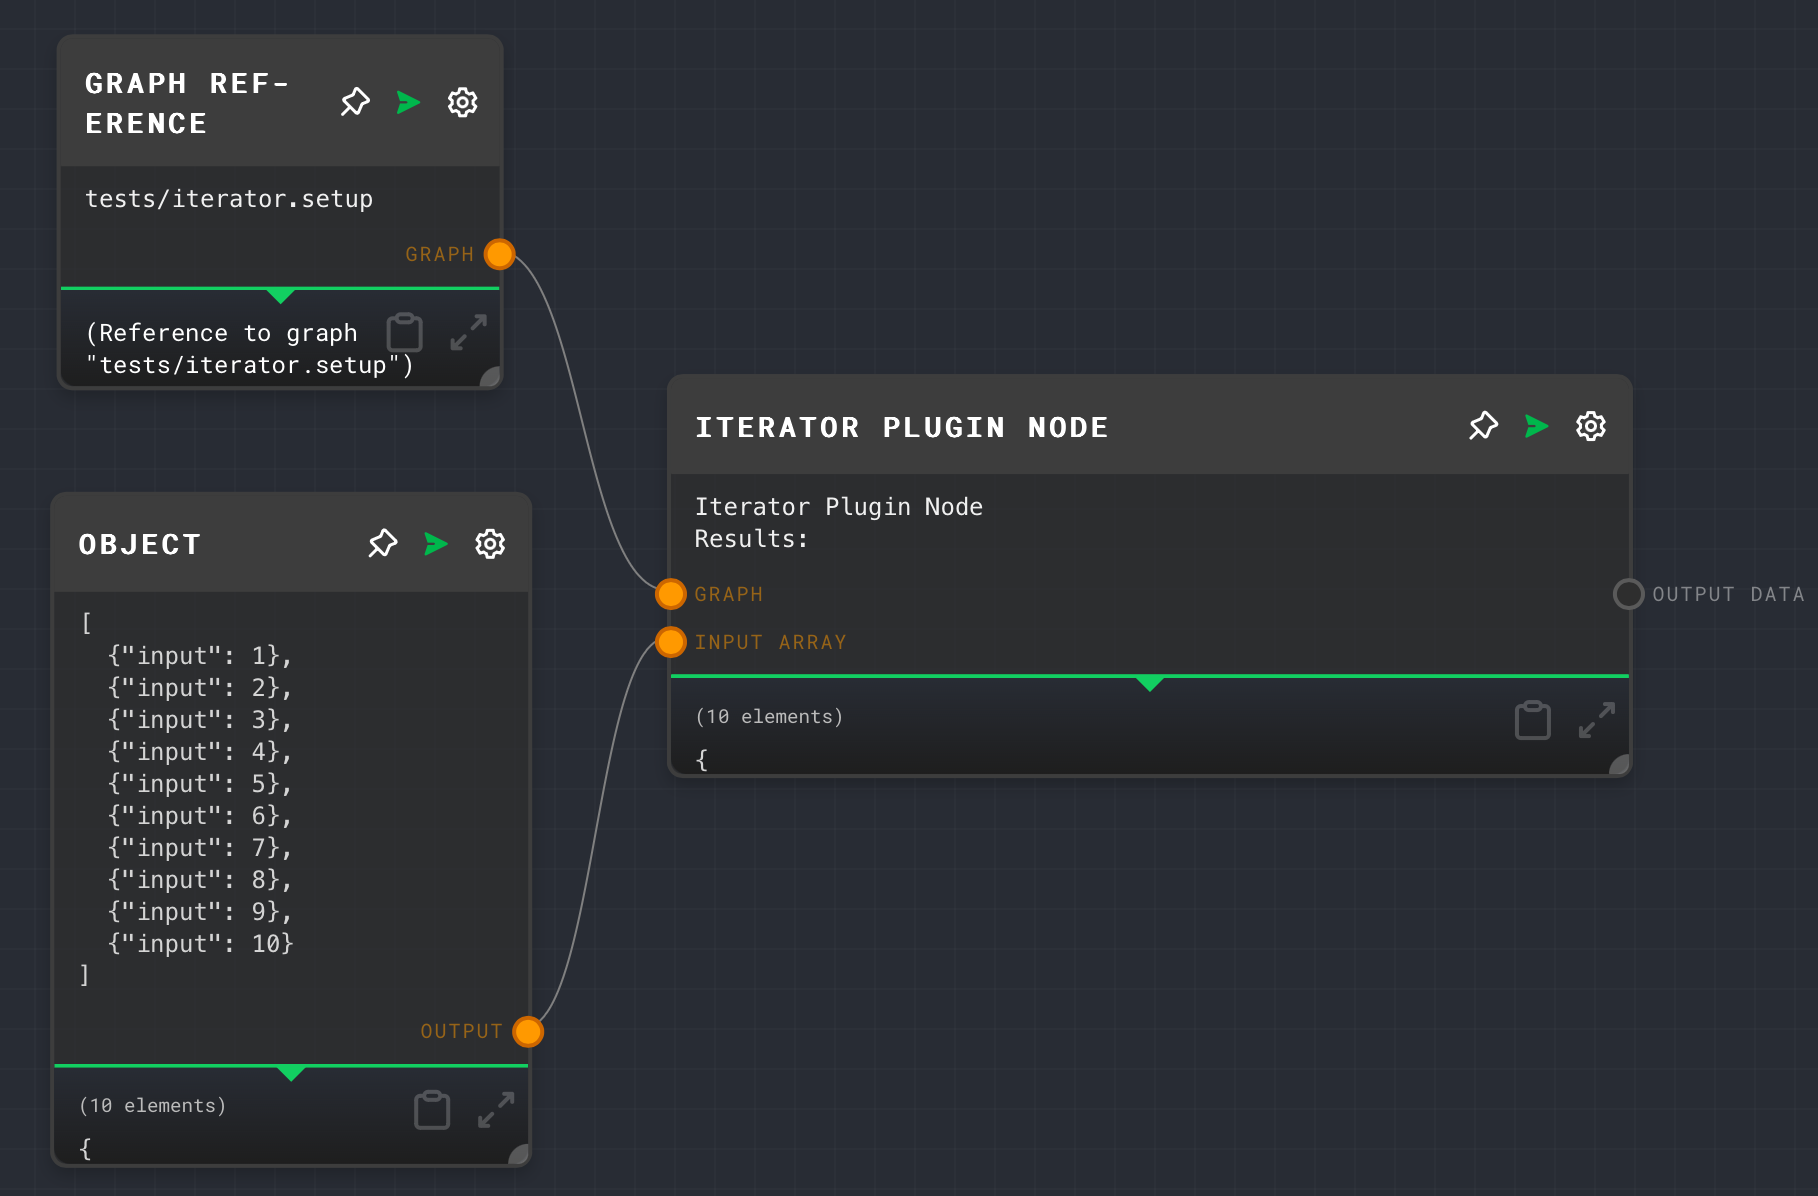 GRAPH REF-
ERENCE
tests/iterator.setup
GRAPH
(Reference to graph
"tests/iterator.setup")
OBJECT
[
{"input": 1},
{"input": 2},
{"input": 3},
{"input": 4},
{"input": 5},
{"input": 6},
{"input": 7},
{"input": 8},
{"input": 9},
{"input": 10}
]
OUTPUT
(10 elements)
{
ITERATOR PLUGIN NODE
Iterator Plugin Node
Results:
GRAPH
OUTPUT DATA
INPUT ARRAY
(10 elements)
{